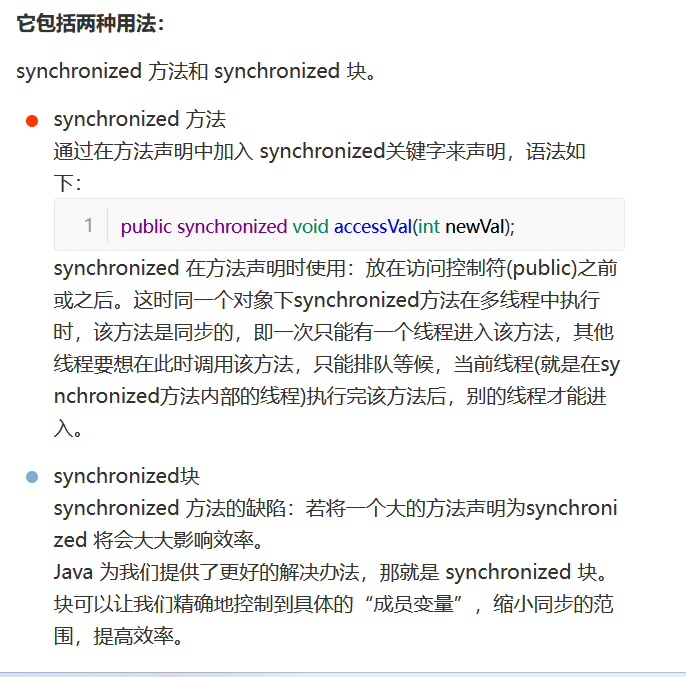 它包括两种用法：
synchronized 方法和 synchronized 块。
synchronized 方法
通过在方法声明中加入 synchronized关键字来声明，语法如
下：
1 public synchronized void accessVal(int newVal);
synchronized 在方法声明时使用：放在访问控制符(public)之前
或之后。这时同一个对象下synchronized方法在多线程中执行
时，该方法是同步的，即一次只能有一个线程进入该方法，其他
线程要想在此时调用该方法，只能排队等候，当前线程(就是在sy
nchronized方法内部的线程)执行完该方法后，别的线程才能进
入。
synchronized块
synchronized 方法的缺陷：若将一个大的方法声明为synchroni
zed 将会大大影响效率。
Java 为我们提供了更好的解决办法，那就是 synchronized 块。
块可以让我们精确地控制到具体的“成员变量”，缩小同步的范
围，提高效率。